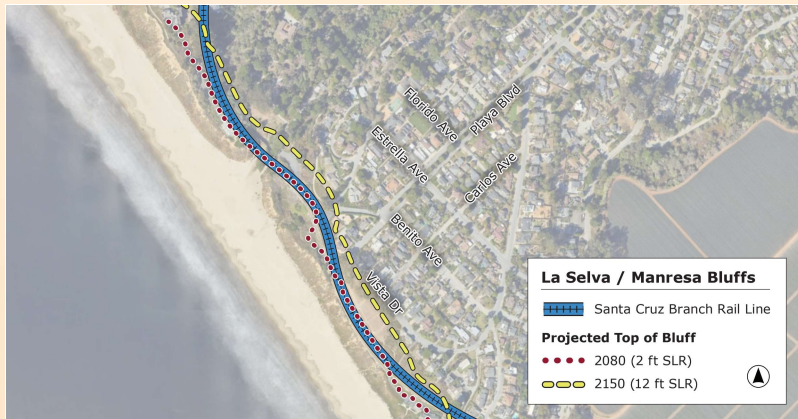 Florido Ave
Playa Blvd
Estrella Ave
Carlos Ave
Benito Ave
Vista Dr
La Selva / Manresa Bluffs
Santa Cruz Branch Rail Line
Projected Top of Bluff
2080 (2 ft SLR)
2150 (12 ft SLR)